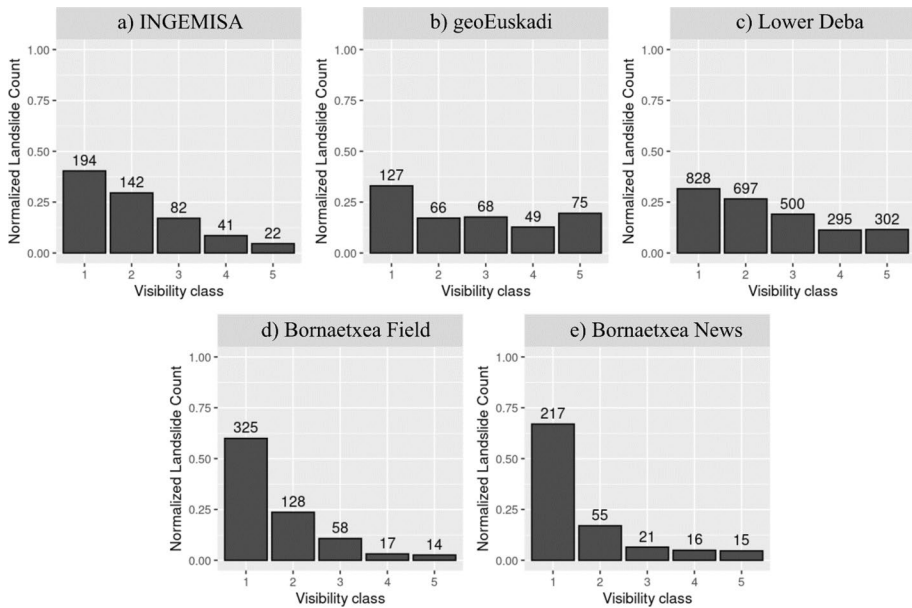 a) INGEMISA
Normalized Landslide Count
1.00
0.75
0.50
0.25
0.00
194
142
82
41
22
1 2 3 4 5
Visibility class
b) geoEuskadi
Normalized Landslide Count
1.00
0.75
0.50
0.25
0.00
127
66
68
49
75
1 2 3 4 5
Visibility class
c) Lower Deba
Normalized Landslide Count
1.00
0.75
0.50
0.25
0.00
828
697
500
295
302
1 2 3 4 5
Visibility class
d) Bornaetxea Field
Normalized Landslide Count
1.00
0.75
0.50
0.25
0.00
325
128
58
17
14
1 2 3 4 5
Visibility class
e) Bornaetxea News
Normalized Landslide Count
1.00
0.75
0.50
0.25
0.00
217
55
21
16
15
1 2 3 4 5
Visibility class